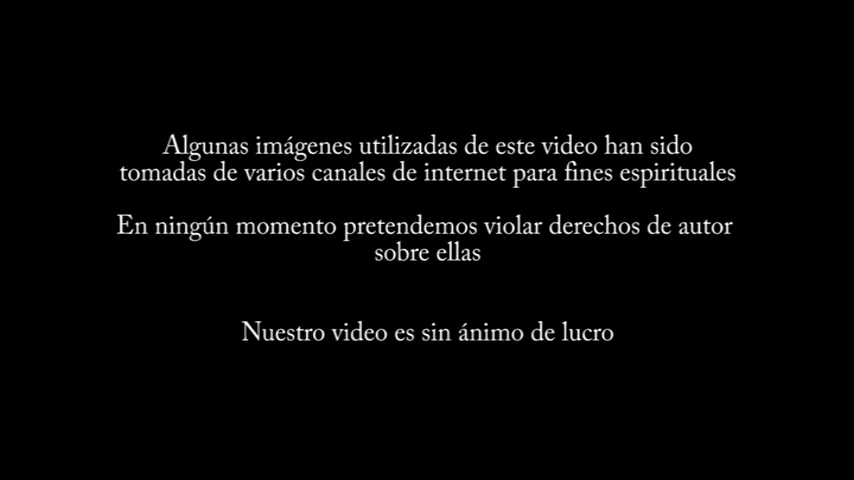 Algunas imágenes utilizadas de este video han sido
tomadas de varios canales de internet para fines espirituales
En ningún momento pretendemos violar derechos de autor
sobre ellas
Nuestro video es sin ánimo de lucro